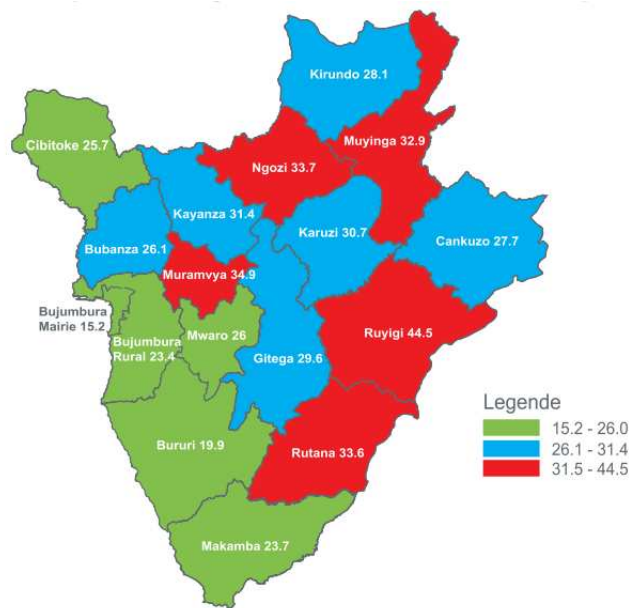 Kirundo 28.1
Cibitoke 25.7
Muyinga 32.9
Ngozi 33.7
Kayanza 31.4
Karuzi 30.7
Bubanza 26.1
Cankuzo 27.7
Muramvya 34.9
Bujumbura
Mairie 15.2
Bujumbura
Rural 23.4
Mwaro 26
Gitega 29.6
Ruyigi 44.5
Bururi 19.9
Rutana 33.6
Makamba 23.7
Legende
15.2 - 26.0
26.1 - 31.4
31.5 - 44.5